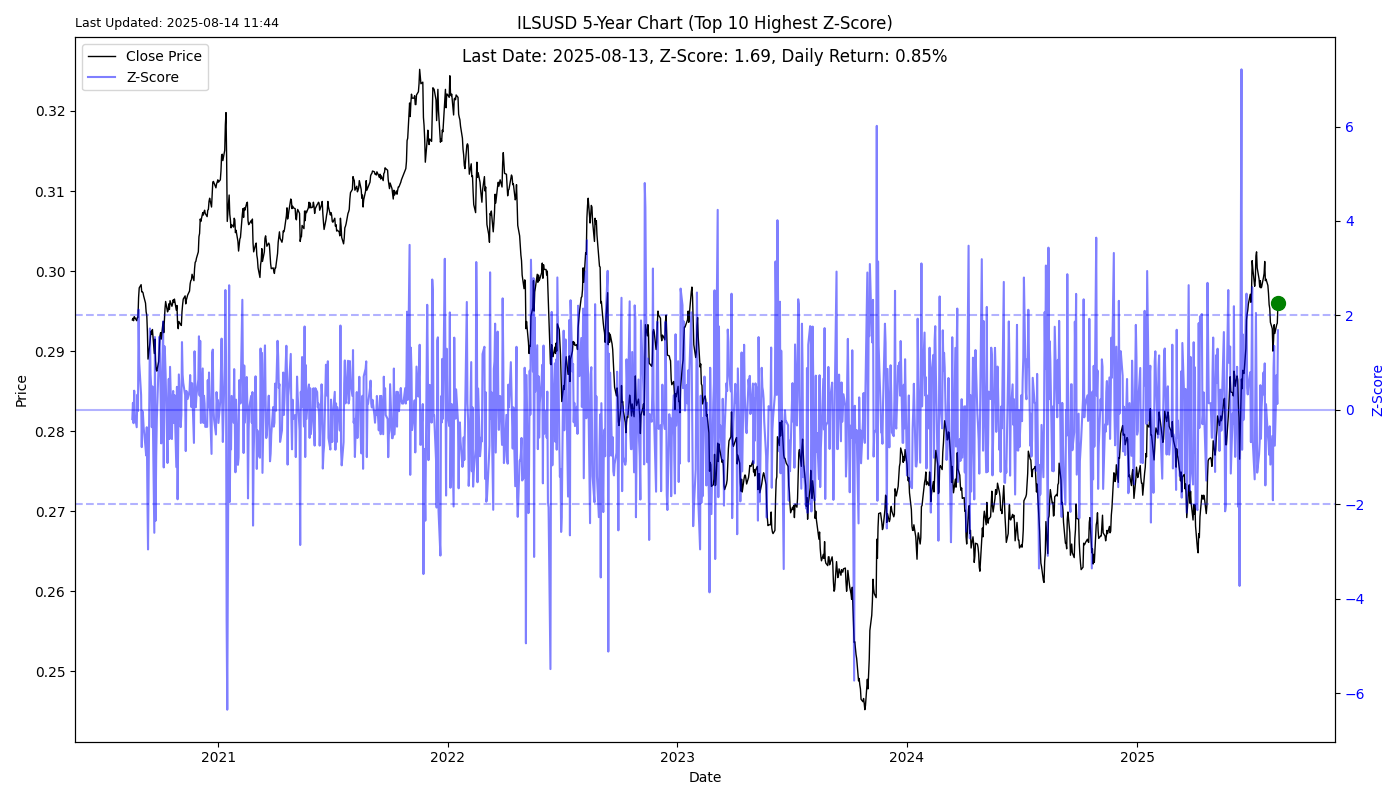 Last Updated: 2025-08-14 11:44
ILSUSD 5-Year Chart (Top 10 Highest Z-Score)
Last Date: 2025-08-13, Z-Score: 1.69, Daily Return: 0.85%
Close Price
Z-Score
0.32
0.31
0.30
0.29
0.28
0.27
0.26
0.25
Price
6
4
2
0
−2
−4
−6
Z-Score
2021
2022
2023
2024
2025
Date